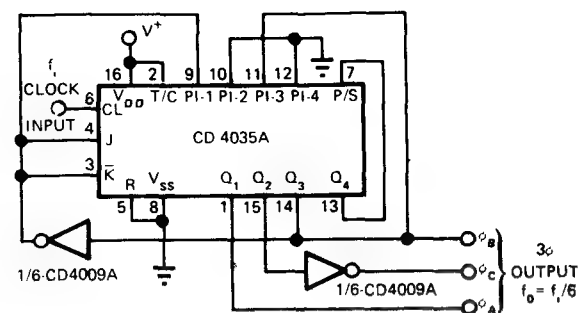 V+
16 2 9 10 11 12 7
f₁
CLOCK
INPUT
6
VDD T/C PI-1 PI-2 PI-3 PI-4 P/S
CL
4 J
CD 4035A
3 K̅
R VSS Q₁ Q₂ Q₃ Q₄
5 8 1 15 14 13
1/6-CD4009A
1/6-CD4009A
ϕB
ϕC
ϕA
3ϕ
OUTPUT
f₀ = f₁/6